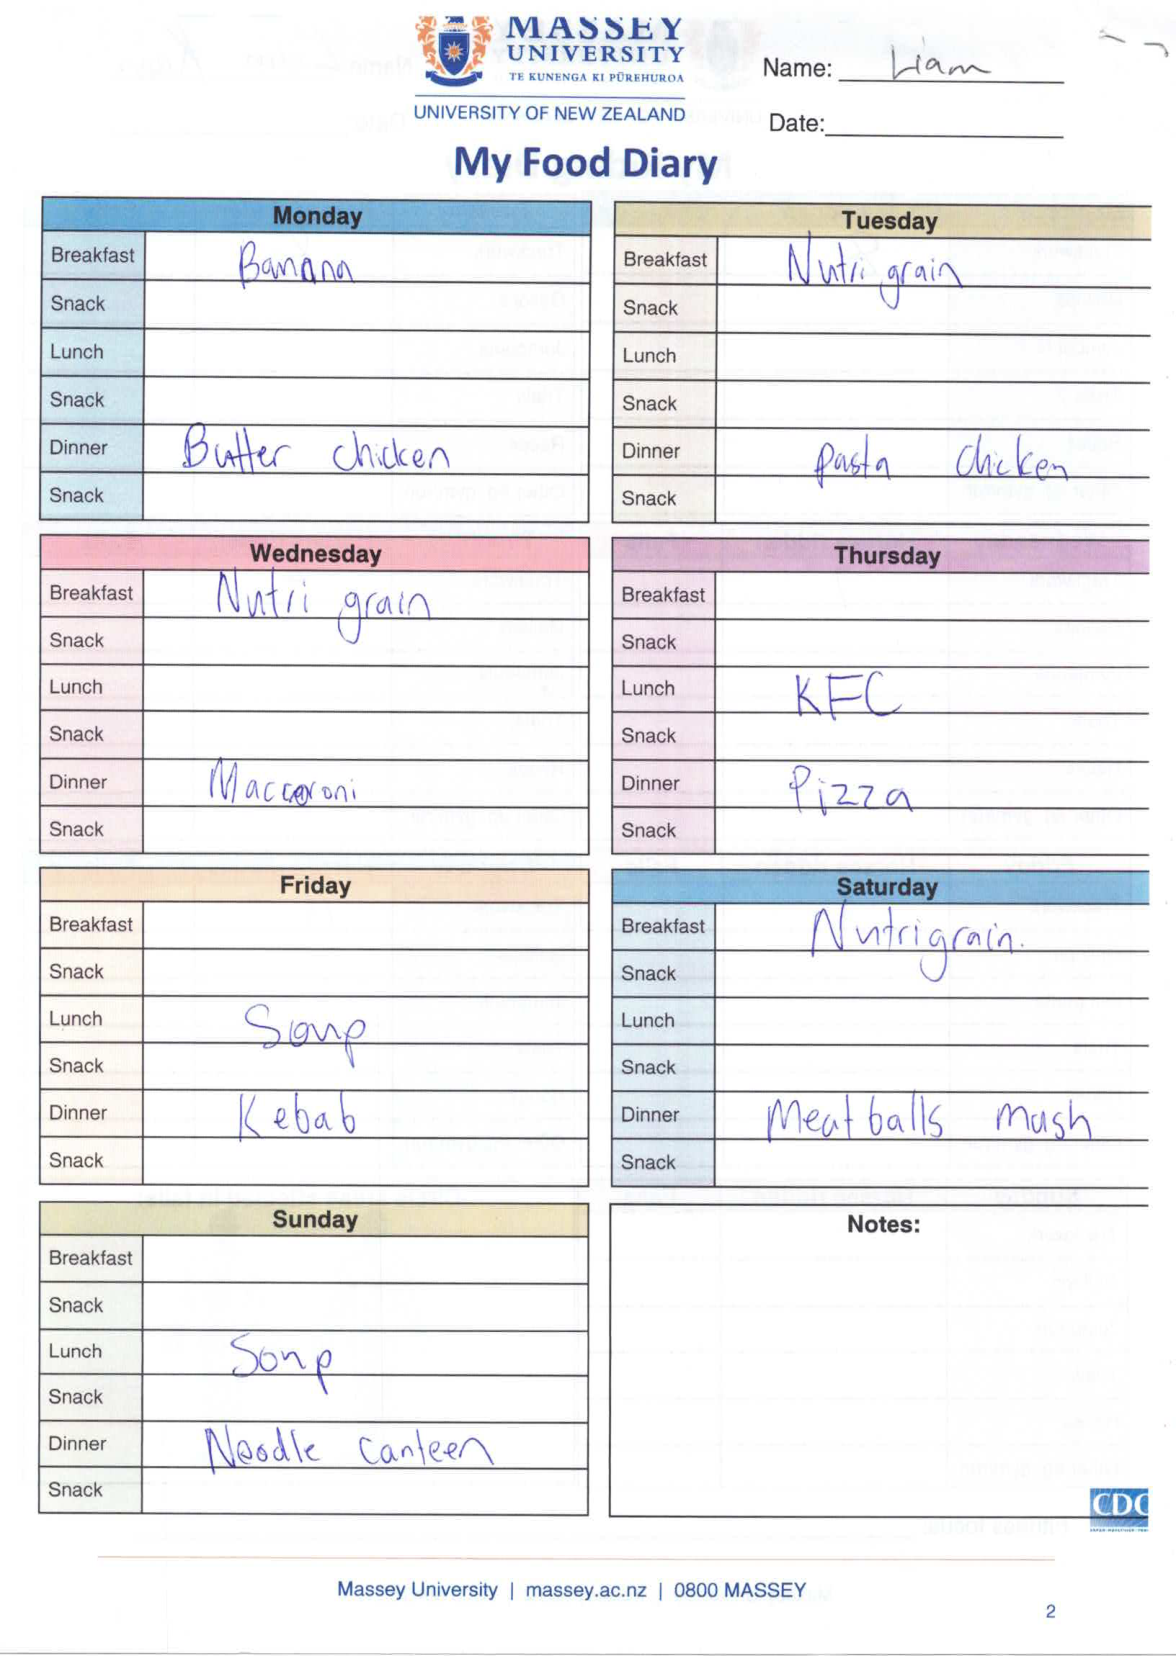 MASSEY
UNIVERSITY
TE KUNENGA KI PŪREHUROA
UNIVERSITY OF NEW ZEALAND
Name: Liam
Date:
My Food Diary
Monday
Breakfast Banana
Snack
Lunch
Snack
Dinner Butter chicken
Snack
Tuesday
Breakfast Nutri grain
Snack
Lunch
Snack
Dinner pasta chicken
Snack
Wednesday
Breakfast Nutri grain
Snack
Lunch
Snack
Dinner Maccaroni
Snack
Thursday
Breakfast
Snack
Lunch KFC
Snack
Dinner Pizza
Snack
Friday
Breakfast
Snack
Lunch Soup
Snack
Dinner Kebab
Snack
Saturday
Breakfast Nutrigrain.
Snack
Lunch
Snack
Dinner Meatballs mash
Snack
Sunday
Breakfast
Snack
Lunch Soup
Snack
Dinner Noodle canteen
Snack
Notes:
CDC
Massey University | massey.ac.nz | 0800 MASSEY
2